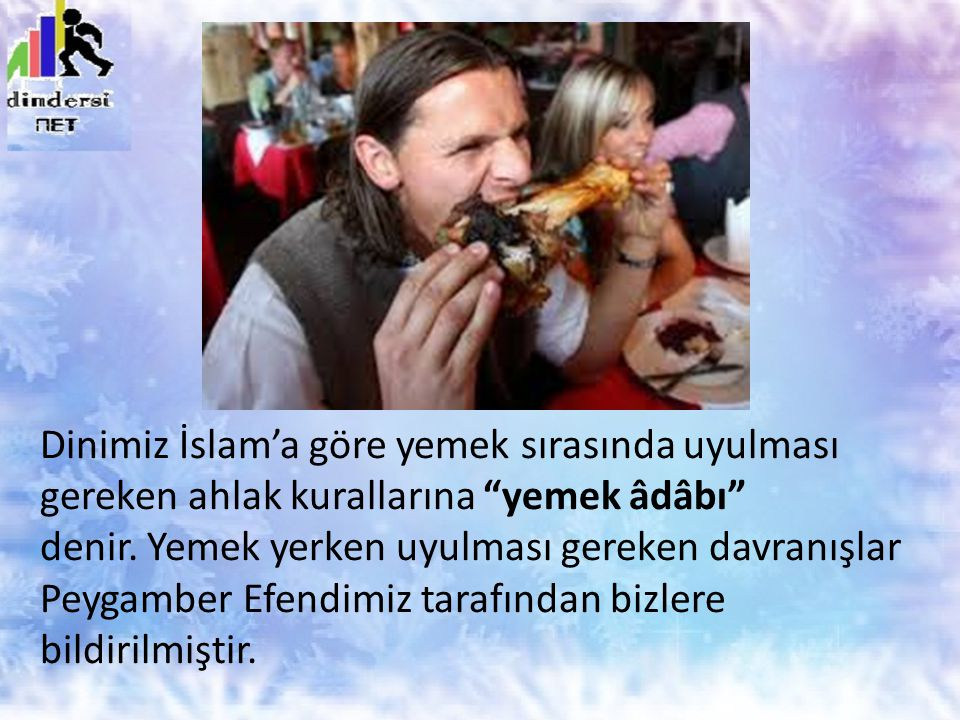 dindersi
NET
Dinimiz İslam’a göre yemek sırasında uyulması
gereken ahlak kurallarına “yemek âdâbı”
denir. Yemek yerken uyulması gereken davranışlar
Peygamber Efendimiz tarafından bizlere
bildirilmiştir.